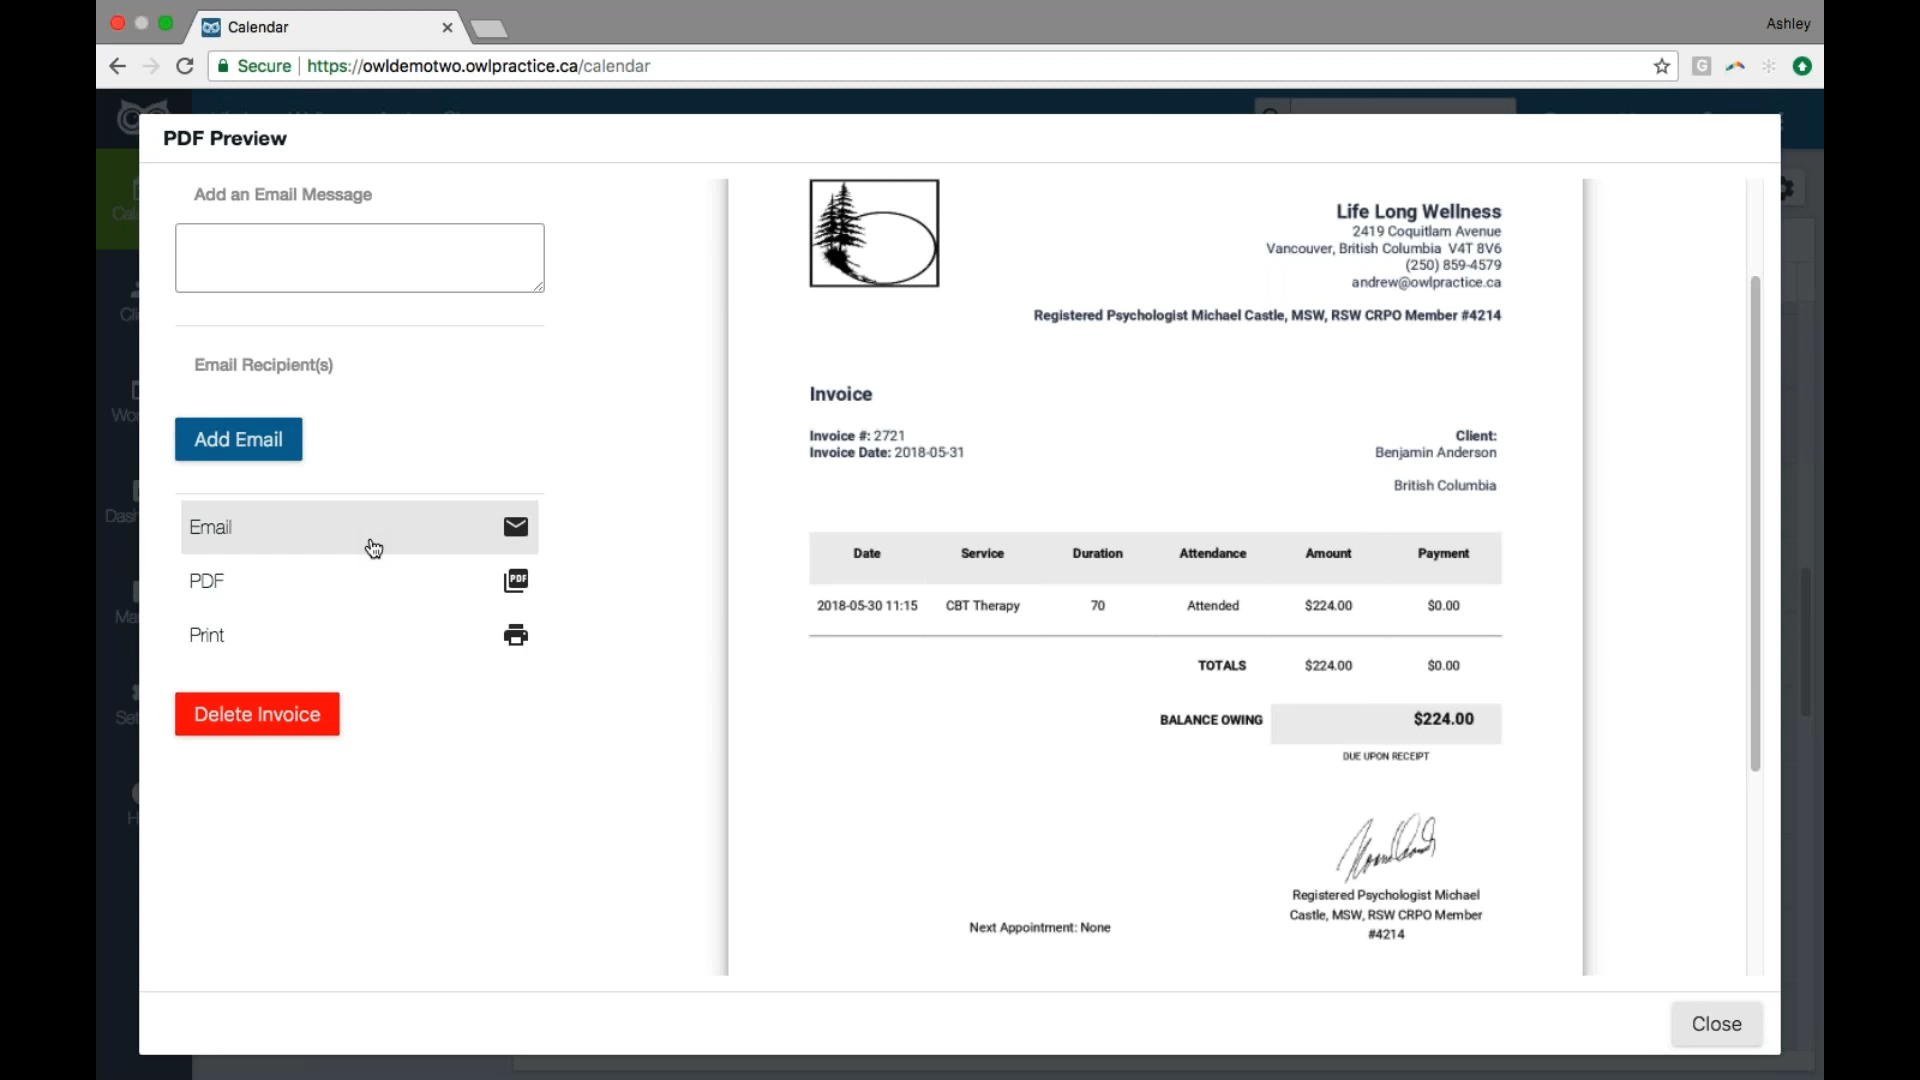 Calendar
Ashley
Secure https://owldemotwo.owlpractice.ca/calendar
PDF Preview
Add an Email Message
Email Recipient(s)
Add Email
Email
PDF
PDF
Print
Delete Invoice
Life Long Wellness
2419 Coquitlam Avenue
Vancouver, British Columbia V4T 8V6
(250) 859-4579
andrew@owlpractice.ca
Registered Psychologist Michael Castle, MSW, RSW CRPO Member #4214
Invoice
Invoice #: 2721
Invoice Date: 2018-05-31
Client:
Benjamin Anderson
British Columbia
Date Service Duration Attendance Amount Payment
2018-05-30 11:15 CBT Therapy 70 Attended $224.00 $0.00
TOTALS $224.00 $0.00
BALANCE OWING $224.00
DUE UPON RECEIPT
Registered Psychologist Michael
Castle, MSW, RSW CRPO Member
#4214
Next Appointment: None
Close